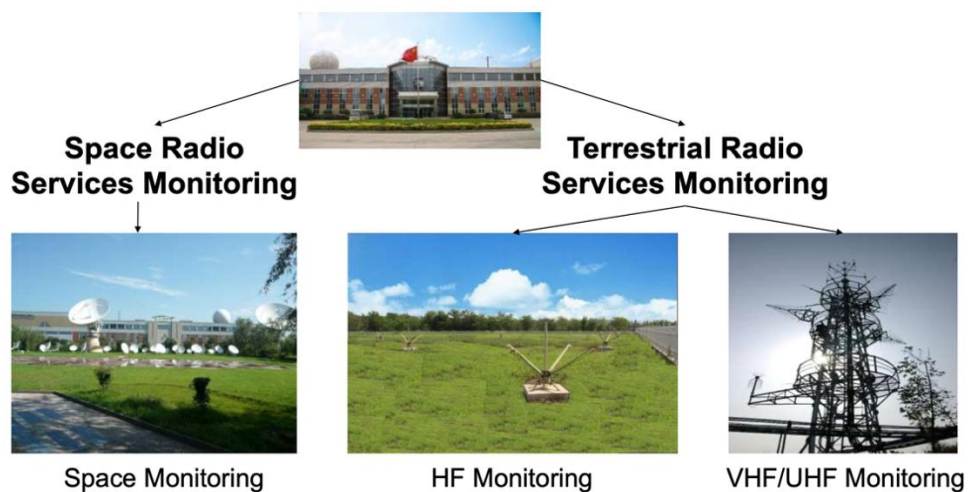 Space Radio
Services Monitoring
Terrestrial Radio
Services Monitoring
Space Monitoring
HF Monitoring
VHF/UHF Monitoring